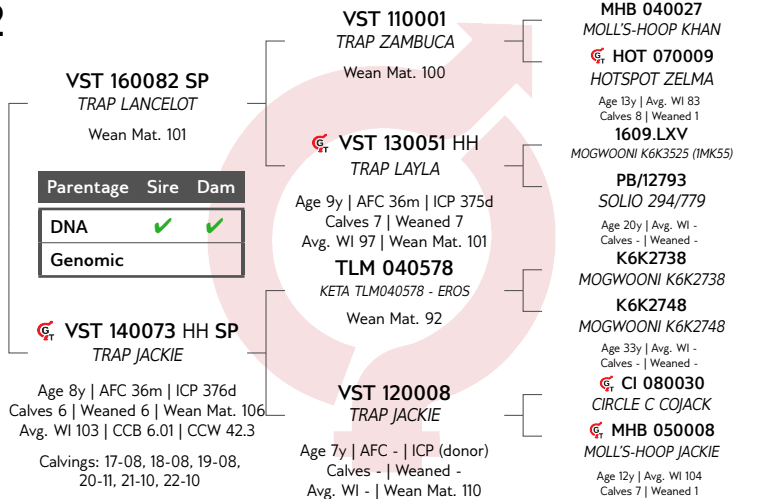 2
VST 160082 SP
TRAP LANCELOT
Wean Mat. 101
Parentage Sire Dam
DNA ✔ ✔
Genomic
GT VST 140073 HH SP
TRAP JACKIE
Age 8y | AFC 36m | ICP 376d
Calves 6 | Weaned 6 | Wean Mat. 106
Avg. WI 103 | CCB 6.01 | CCW 42.3
Calvings: 17-08, 18-08, 19-08,
20-11, 21-10, 22-10
VST 110001
TRAP ZAMBUCA
Wean Mat. 100
GT VST 130051 HH
TRAP LAYLA
Age 9y | AFC 36m | ICP 375d
Calves 7 | Weaned 7
Avg. WI 97 | Wean Mat. 101
TLM 040578
KETA TLM040578 - EROS
Wean Mat. 92
VST 120008
TRAP JACKIE
Age 7y | AFC - | ICP (donor)
Calves - | Weaned -
Avg. WI - | Wean Mat. 110
MHB 040027
MOLL'S-HOOP KHAN
GT HOT 070009
HOTSPOT ZELMA
Age 13y | Avg. WI 83
Calves 8 | Weaned 1
1609.LXV
MOGWOONI K6K3525 (1MK55)
PB/12793
SOLIO 294/779
Age 20y | Avg. WI -
Calves - | Weaned -
K6K2738
MOGWOONI K6K2738
K6K2748
MOGWOONI K6K2748
Age 33y | Avg. WI -
Calves - | Weaned -
GT CI 080030
CIRCLE C COJACK
GT MHB 050008
MOLL'S-HOOP JACKIE
Age 12y | Avg. WI 104
Calves 7 | Weaned 1